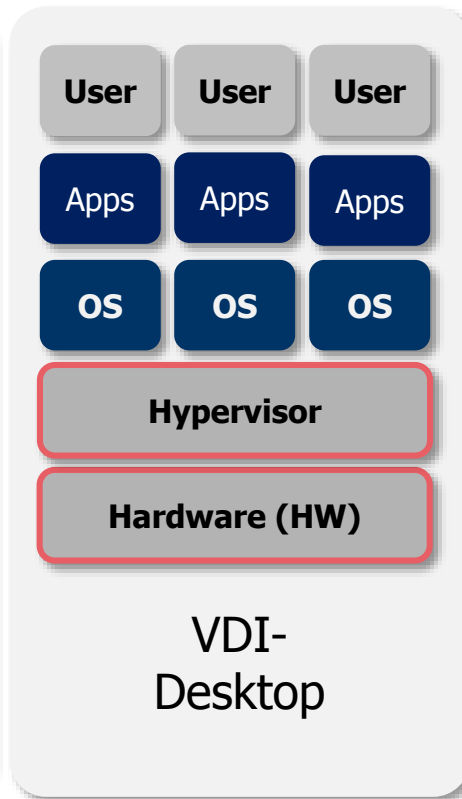 User User User
Apps Apps Apps
OS OS OS
Hypervisor
Hardware (HW)
VDI-
Desktop